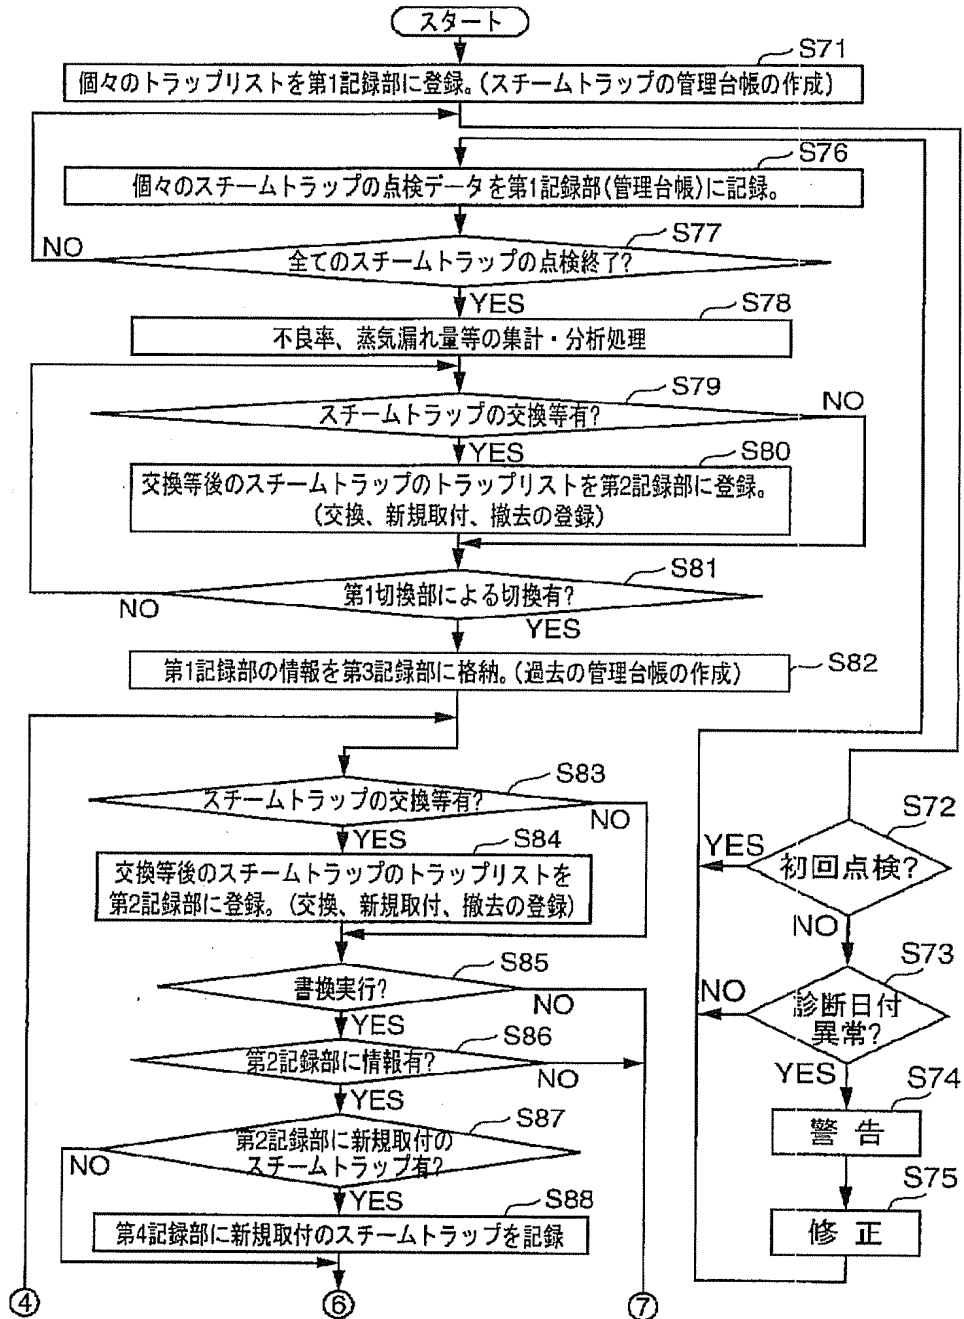 スタート
S71
個々のトラップリストを第1記録部に登録。(スチームトラップの管理台帳の作成)
S76
個々のスチームトラップの点検データを第1記録部(管理台帳)に記録。
S77
NO
全てのスチームトラップの点検終了?
YES
S78
不良率、蒸気漏れ量等の集計・分析処理
S79
スチームトラップの交換等有?
NO
YES
S80
交換等後のスチームトラップのトラップリストを第2記録部に登録。
(交換、新規取付、撤去の登録)
S81
第1切換部による切換有?
NO
YES
S82
第1記録部の情報を第3記録部に格納。(過去の管理台帳の作成)
S83
スチームトラップの交換等有?
NO
YES
S84
交換等後のスチームトラップのトラップリストを
第2記録部に登録。(交換、新規取付、撤去の登録)
S85
書換実行?
NO
YES
S86
第2記録部に情報有?
NO
YES
S87
第2記録部に新規取付の
スチームトラップ有?
NO
YES
S88
第4記録部に新規取付のスチームトラップを記録
④
⑥
⑦
S72
YES
初回点検?
NO
S73
NO
診断日付
異常?
YES
S74
警告
S75
修正